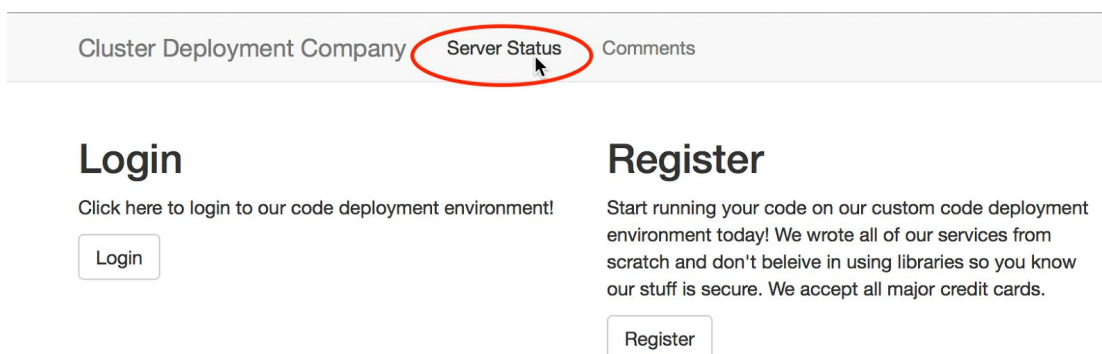 Cluster Deployment Company Server Status Comments
Login
Click here to login to our code deployment environment!
Login
Register
Start running your code on our custom code deployment
environment today! We wrote all of our services from
scratch and don't beleive in using libraries so you know
our stuff is secure. We accept all major credit cards.
Register